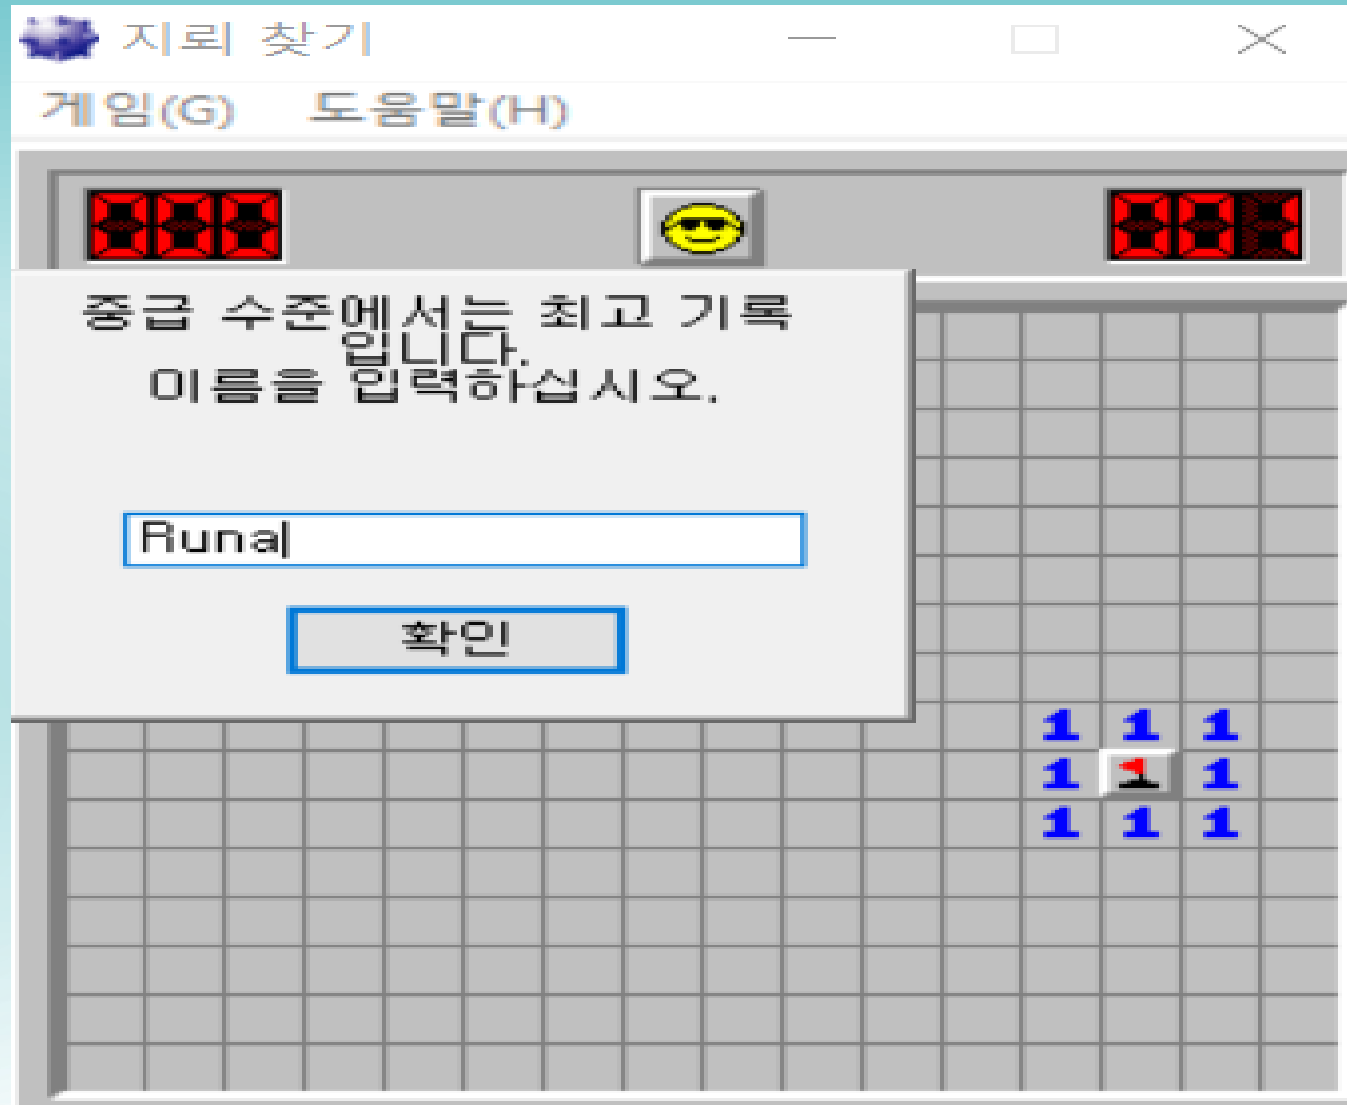 지뢰 찾기
게임(G) 도움말(H)
000 001
중급 수준에서는 최고 기록
입니다.
이름을 입력하십시오.
Runa
확인
1 1 1
1 1
1 1 1